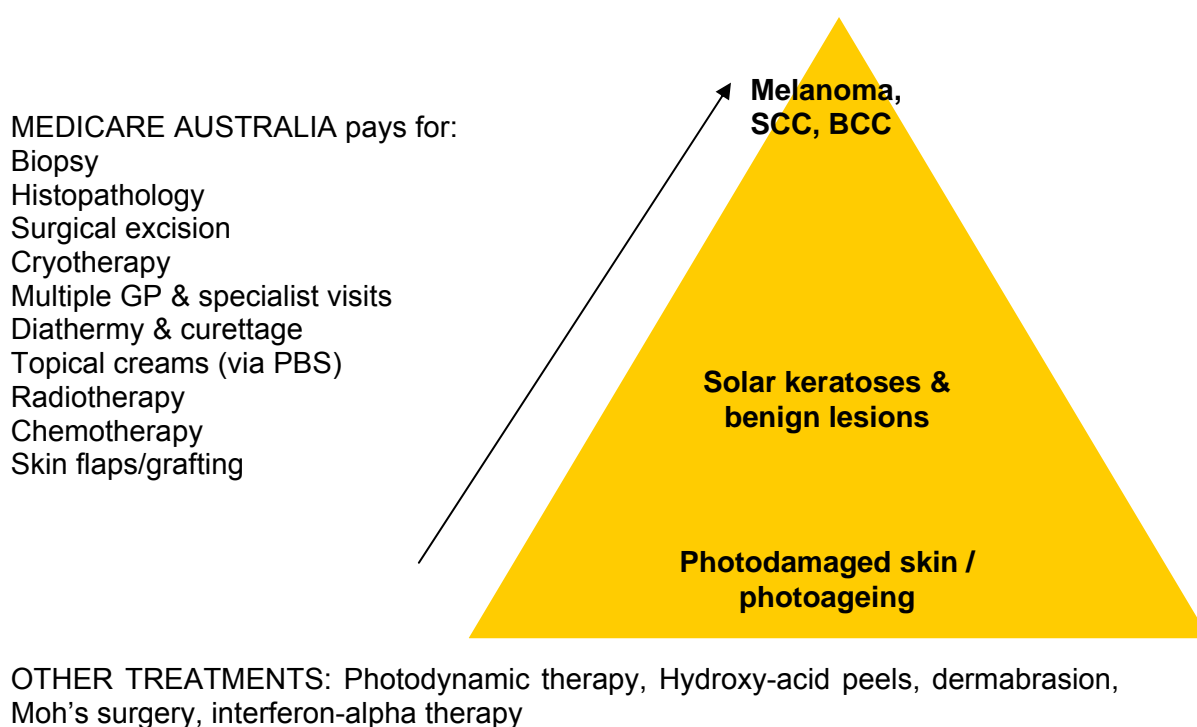 MEDICARE AUSTRALIA pays for:
Biopsy
Histopathology
Surgical excision
Cryotherapy
Multiple GP & specialist visits
Diathermy & curettage
Topical creams (via PBS)
Radiotherapy
Chemotherapy
Skin flaps/grafting
Melanoma,
SCC, BCC
Solar keratoses &
benign lesions
Photodamaged skin /
photoageing
OTHER TREATMENTS: Photodynamic therapy, Hydroxy-acid peels, dermabrasion,
Moh’s surgery, interferon-alpha therapy